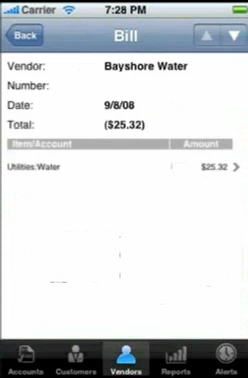 Carrier 7:28 PM
Back Bill
Vendor: Bayshore Water
Number:
Date: 9/8/08
Total: ($25.32)
Item/Account Amount
Utilities:Water $25.32
Accounts Customers Vendors Reports Alerts